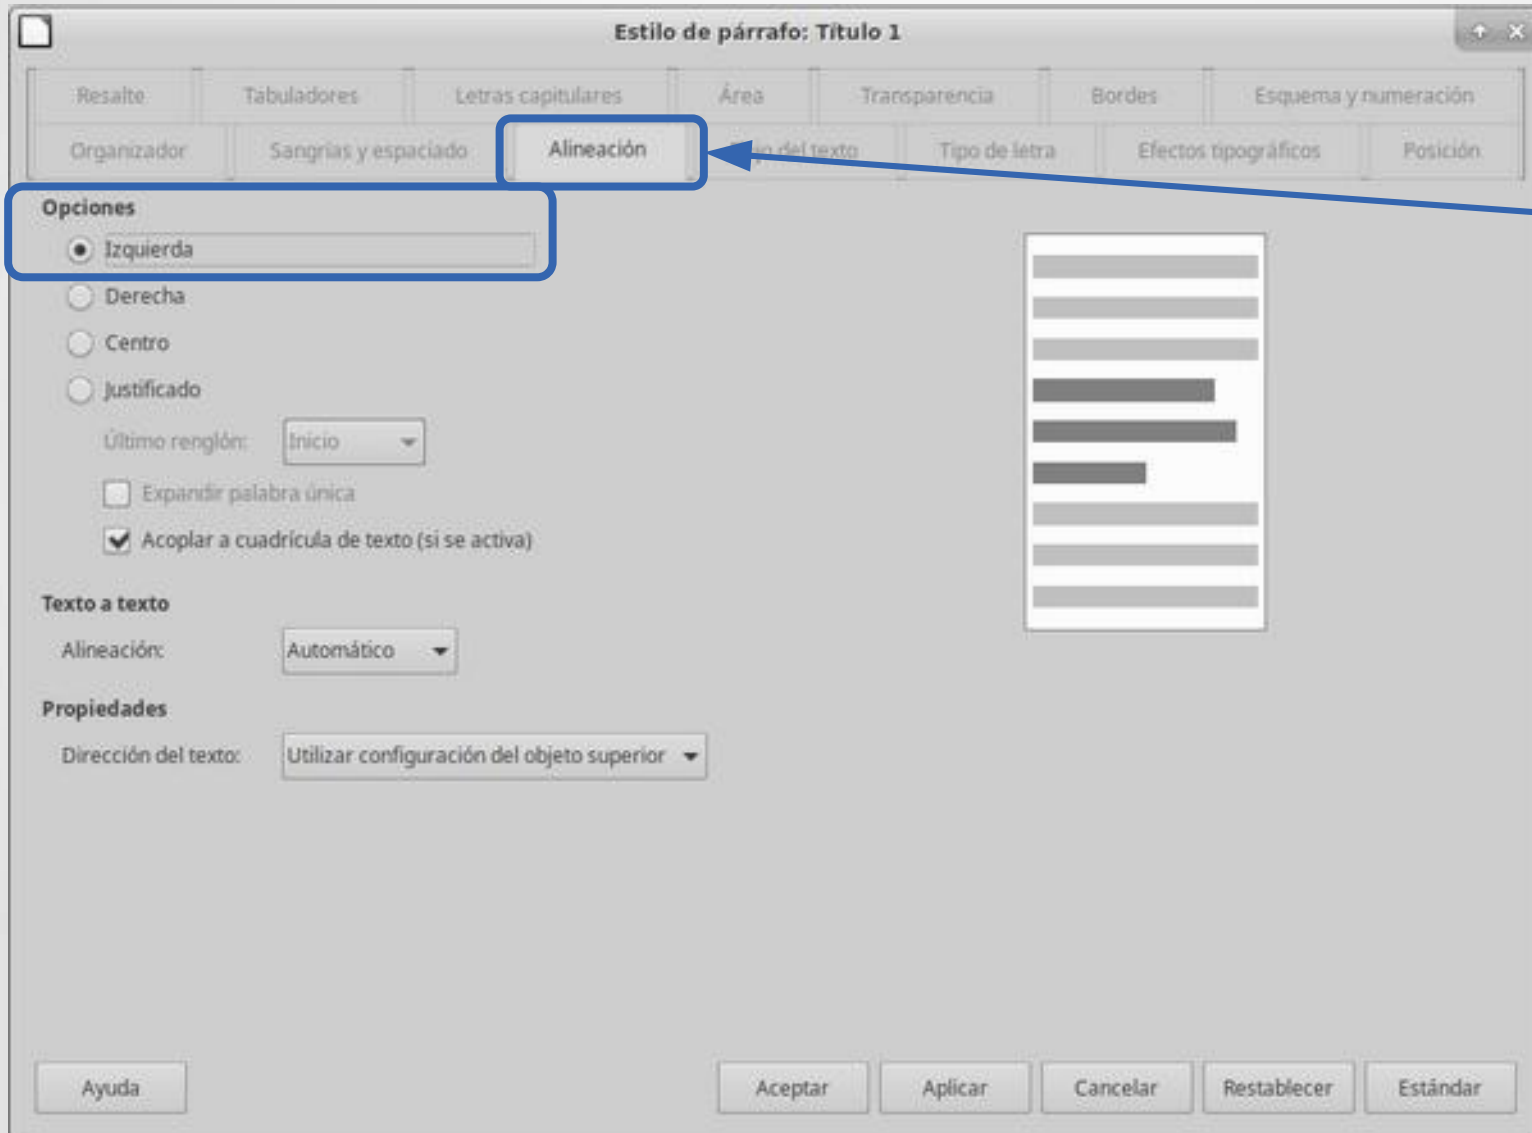 Estilo de párrafo: Título 1
Resalte Tabuladores Letras capitulares Área Transparencia Bordes Esquema y numeración
Organizador Sangrías y espaciado Alineación del texto Tipo de letra Efectos tipográficos Posición
Opciones
Izquierda
Derecha
Centro
Justificado
Último renglón: Inicio
Expandir palabra única
Acoplar a cuadrícula de texto (si se activa)
Texto a texto
Alineación: Automático
Propiedades
Dirección del texto: Utilizar configuración del objeto superior
Ayuda Aceptar Aplicar Cancelar Restablecer Estándar